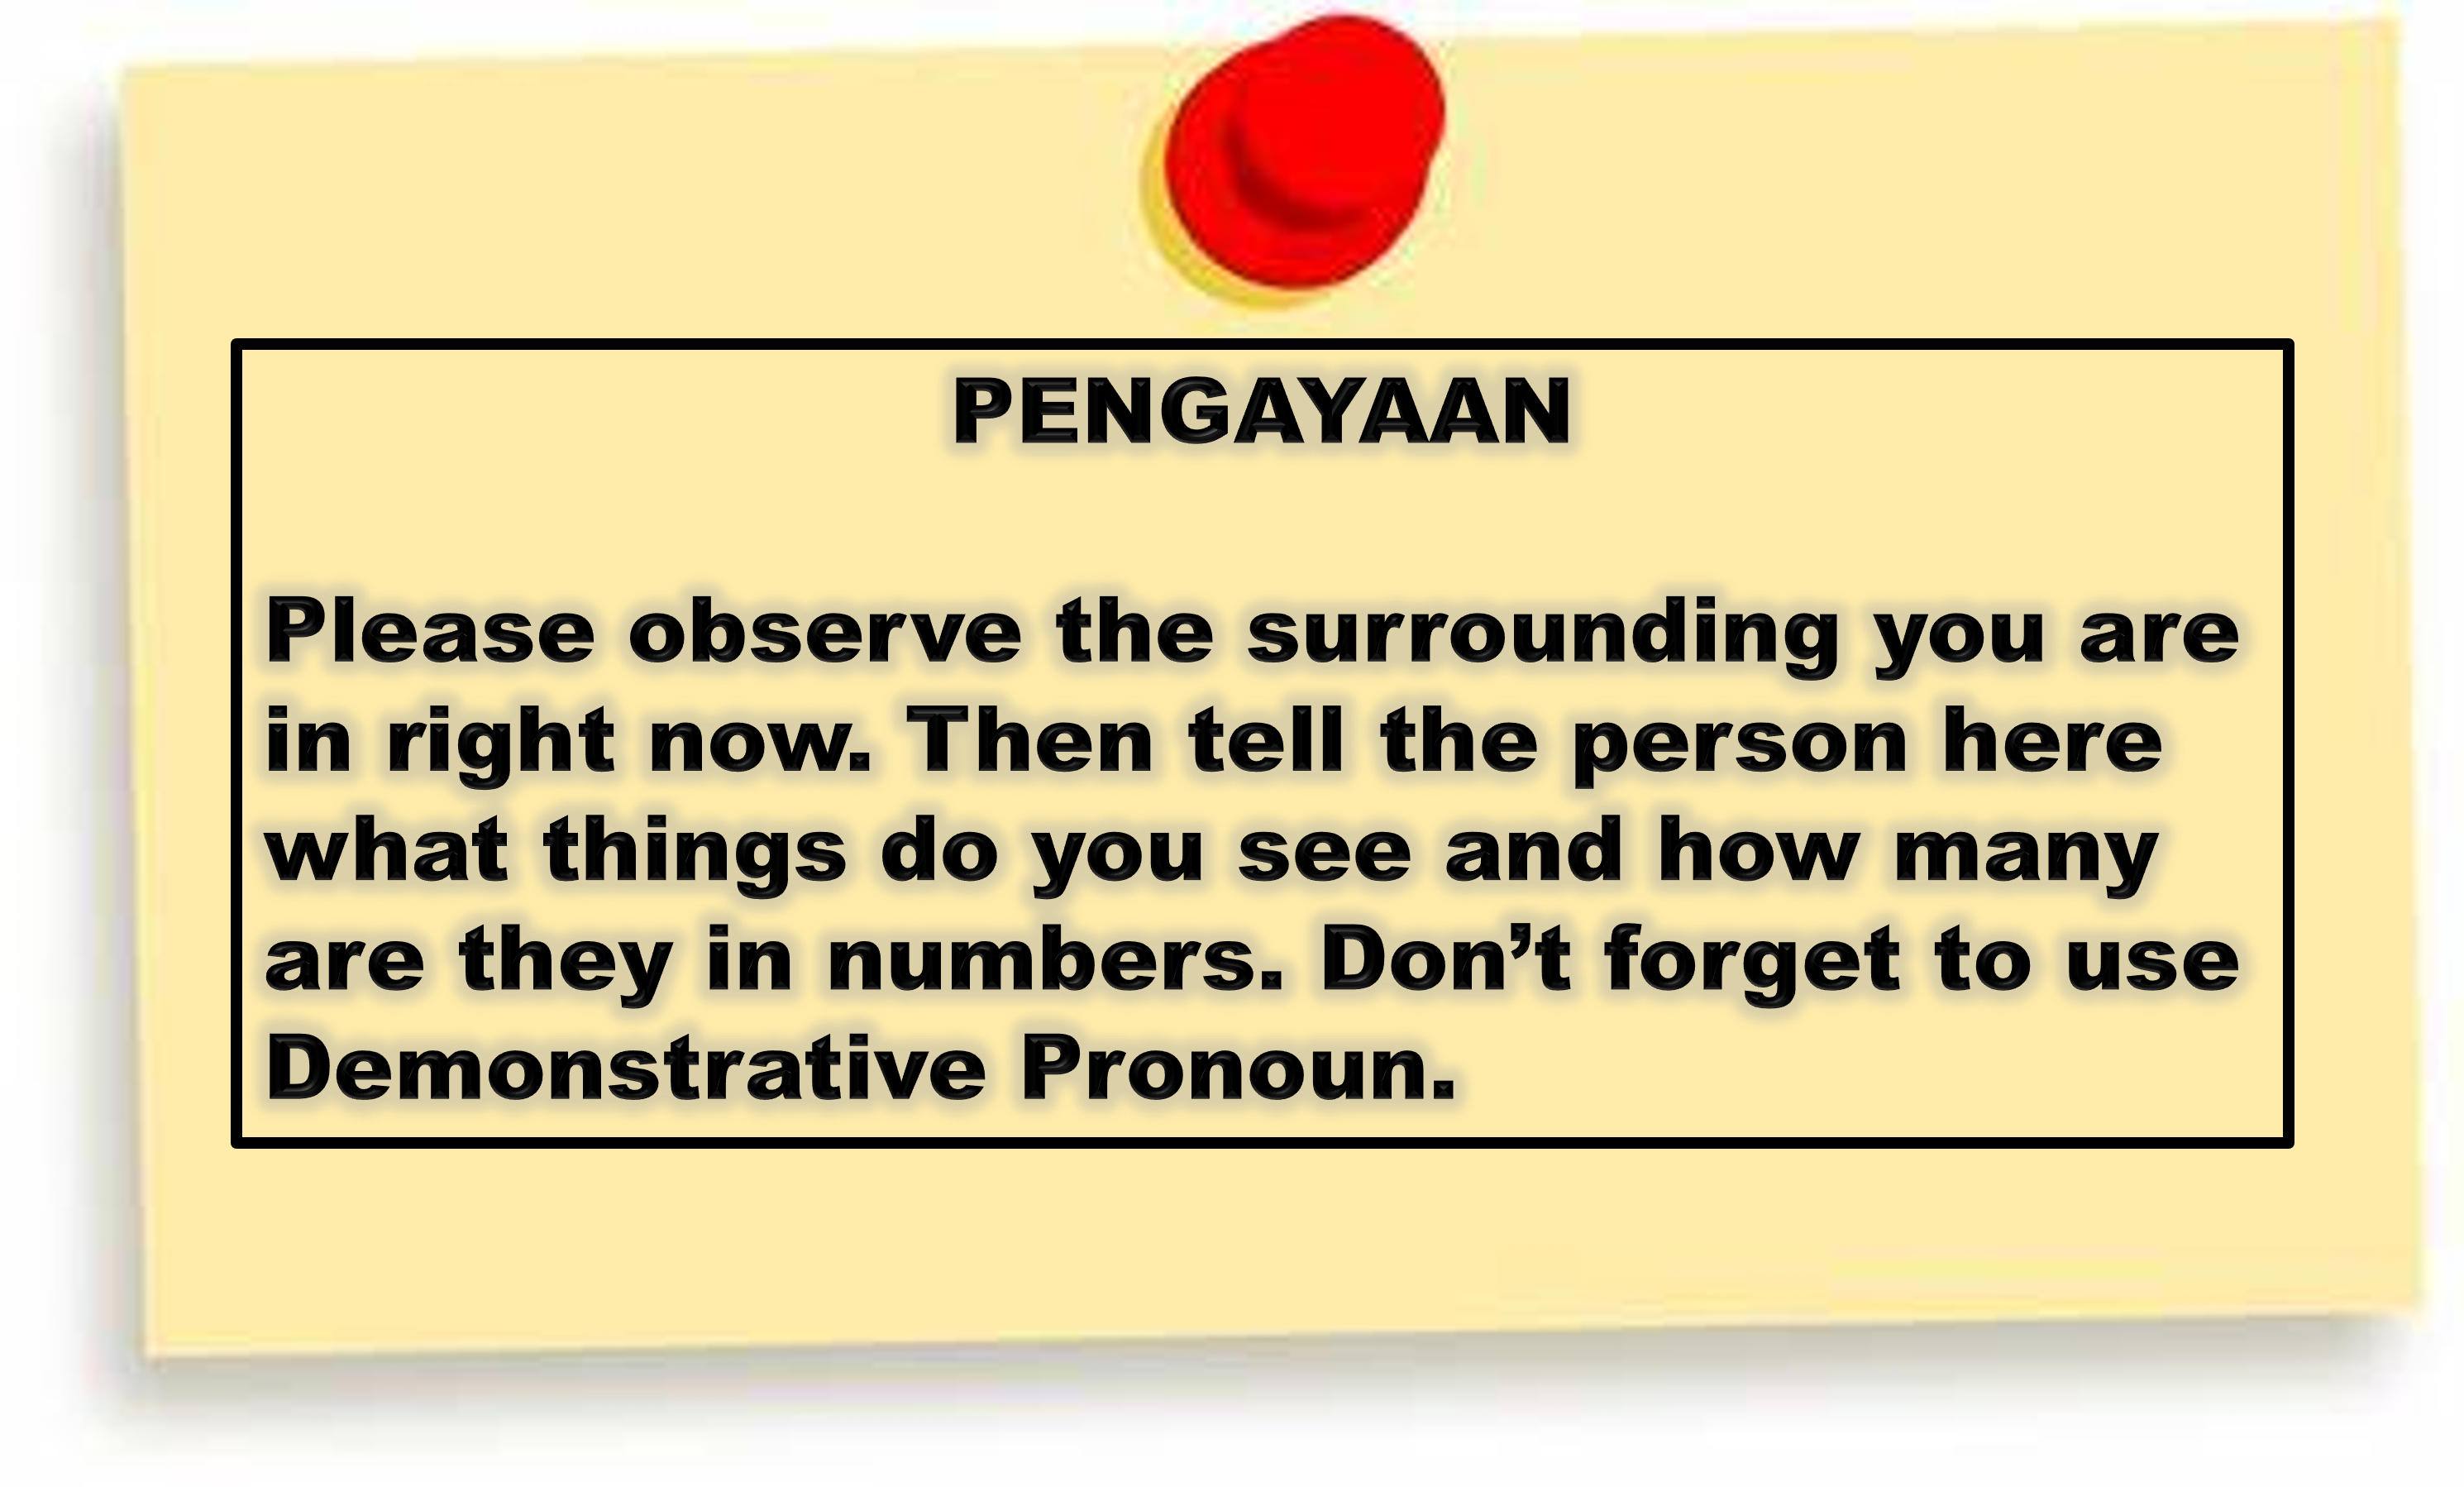 PENGAYAAN
Please observe the surrounding you are
in right now. Then tell the person here
what things do you see and how many
are they in numbers. Don’t forget to use
Demonstrative Pronoun.